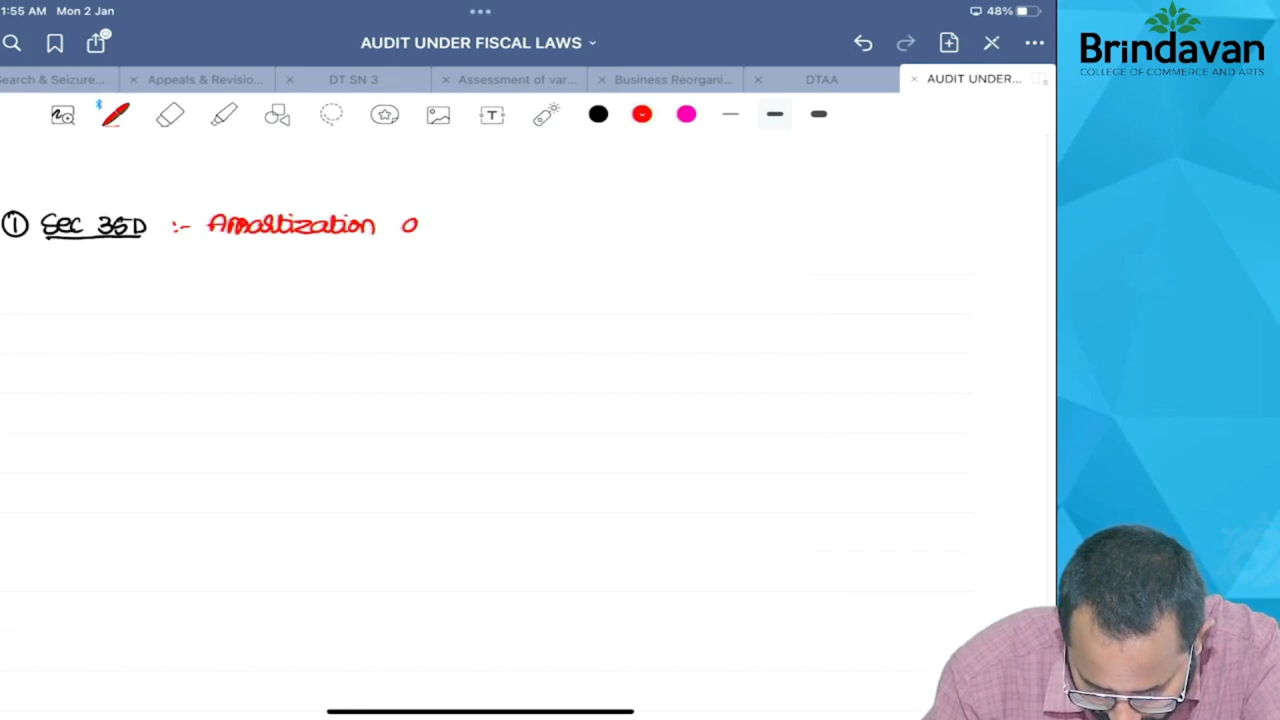 1:55 AM Mon 2 Jan
48%
AUDIT UNDER FISCAL LAWS
earch & Seizure...
Appeals & Revisio...
DT SN 3
Assessment of var...
Business Reorgani...
DTAA
AUDIT UNDER...
T
① Sec 35D :- Amortization o
Brindavan
COLLEGE OF COMMERCE AND ARTS